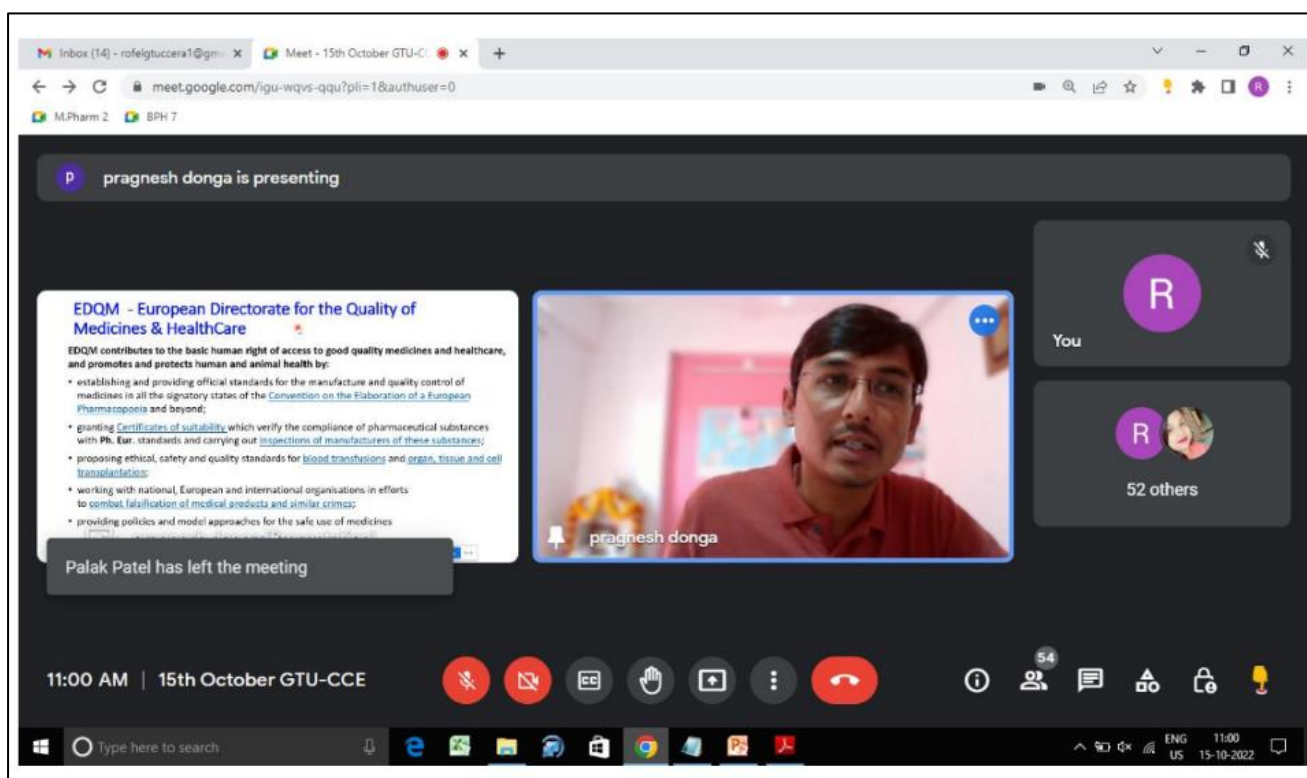 Inbox (14) - rofelgtuccera1@gm
Meet - 15th October GTU-C
meet.google.com/igu-wqvs-qqu?pli=1&authuser=0
R
M.Pharm 2
BPH 7
P
pragnesh donga is presenting
EDQM - European Directorate for the Quality of
Medicines & HealthCare
EDQM contributes to the basic human right of access to good quality medicines and healthcare,
and promotes and protects human and animal health by:
• establishing and providing official standards for the manufacture and quality control of
medicines in all the signatory states of the Convention on the Elaboration of a European
Pharmacopoeia and beyond;
• granting Certificates of suitability which verify the compliance of pharmaceutical substances
with Ph. Eur. standards and carrying out inspections of manufacturers of these substances;
• proposing ethical, safety and quality standards for blood transfusions and organ, tissue and cell
transplantation;
• working with national, European and international organisations in efforts
to combat falsification of medical products and similar crimes;
• providing policies and model approaches for the safe use of medicines
Palak Patel has left the meeting
pragnesh donga
R
You
R
52 others
11:00 AM | 15th October GTU-CCE
CC
54
Type here to search
ENG
US
11:00
15-10-2022